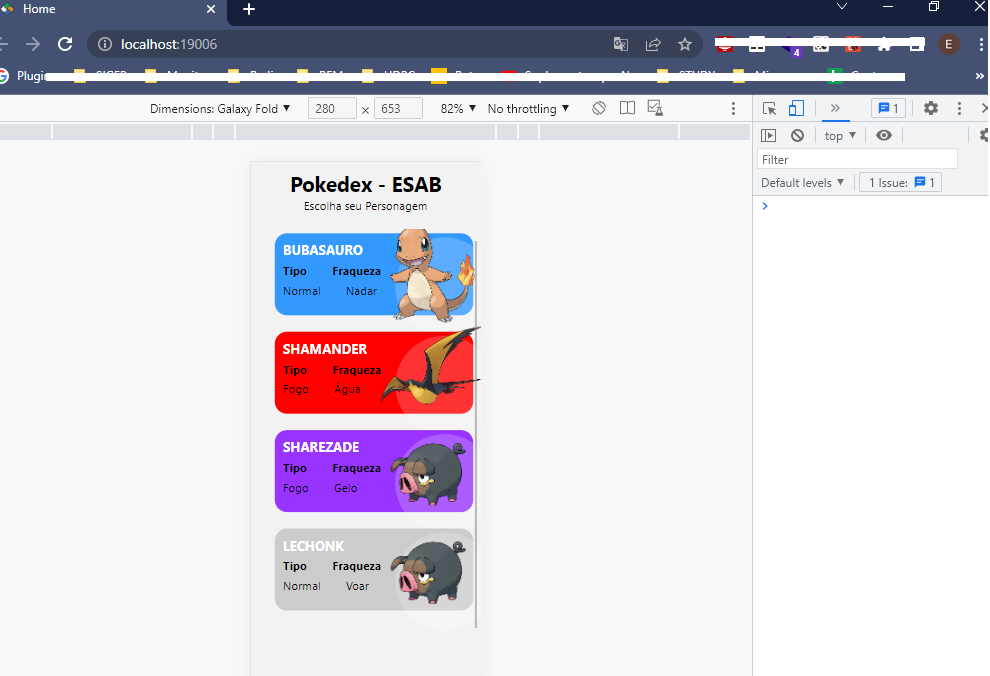 Home
localhost:19006
E
4
Plugin
»
Dimensions: Galaxy Fold ▼ 280 x 653 82% ▼ No throttling ▼
» 1
top ▼
Filter
Default levels ▼ 1 Issue: 1
Pokedex - ESAB
Escolha seu Personagem
BUBASAURO
Tipo Fraqueza
Normal Nadar
SHAMANDER
Tipo Fraqueza
Fogo Água
SHAREZADE
Tipo Fraqueza
Fogo Gelo
LECHONK
Tipo Fraqueza
Normal Voar